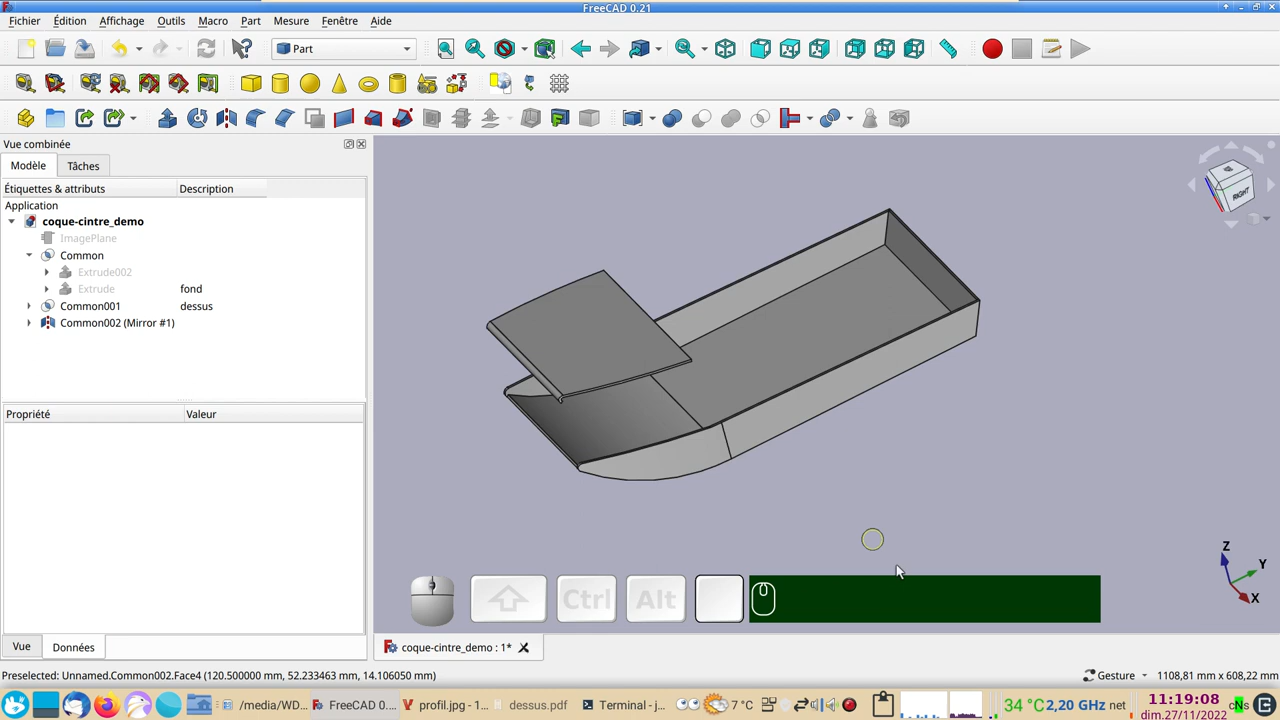 FreeCAD 0.21
Fichier Édition Affichage Outils Macro Part Mesure Fenêtre Aide
Part
Vue combinée
Modèle Tâches
Étiquettes & attributs Description
Application
coque-cintre_demo
ImagePlane
Common
Extrude002
Extrude fond
Common001 dessus
Common002 (Mirror #1)
Propriété Valeur
RIGHT
Z
Y
X
Ctrl Alt
Vue Données
coque-cintre_demo : 1*
Preselected: Unnamed.Common002.Face4 (120.500000 mm, 52.233463 mm, 14.106050 mm)
Gesture
1108,81 mm x 608,22 mm
/media/WD... FreeCAD 0.... profil.jpg - 1... dessus.pdf Terminal - j... 7 °C 34 °C 2,20 GHz net 11:19:08
dim.27/11/2022